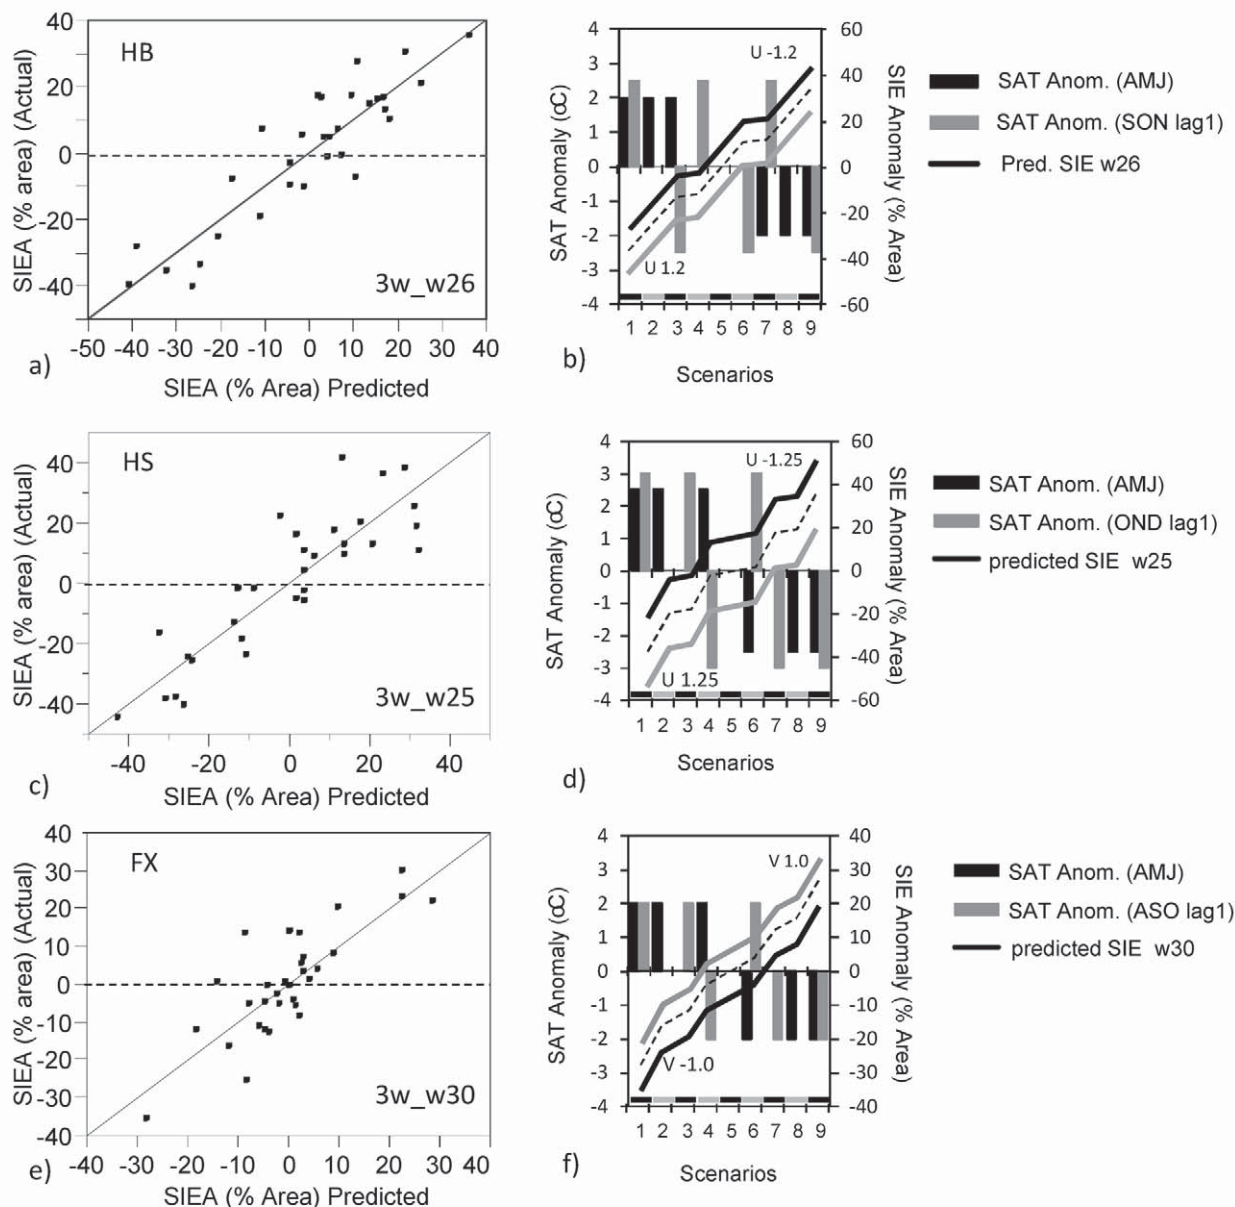 HB
40
20
0
-20
-40
SIEA (% area) (Actual)
3w_w26
-50 -40 -30 -20 -10 0 10 20 30 40
SIEA (% Area) Predicted
a)
4
3
2
1
0
-1
-2
-3
-4
SAT Anomaly (oC)
U -1.2
U 1.2
60
40
20
0
-20
-40
-60
SIE Anomaly (% Area)
1 2 3 4 5 6 7 8 9
Scenarios
b)
SAT Anom. (AMJ)
SAT Anom. (SON lag1)
Pred. SIE w26
HS
40
20
0
-20
-40
SIEA (% area) (Actual)
3w_w25
-40 -20 0 20 40
SIEA (% Area) Predicted
c)
4
3
2
1
0
-1
-2
-3
-4
SAT Anomaly (oC)
U -1.25
U 1.25
60
40
20
0
-20
-40
-60
SIE Anomaly (% Area)
1 2 3 4 5 6 7 8 9
Scenarios
d)
SAT Anom. (AMJ)
SAT Anom. (OND lag1)
predicted SIE w25
FX
40
30
20
10
0
-10
-20
-30
-40
SIEA (% area) (Actual)
3w_w30
-40 -30 -20 -10 0 10 20 30 40
SIEA (% Area) Predicted
e)
4
3
2
1
0
-1
-2
-3
-4
SAT Anomaly (oC)
V 1.0
V -1.0
40
30
20
10
0
-10
-20
-30
-40
SIE Anomaly (% Area)
1 2 3 4 5 6 7 8 9
Scenarios
f)
SAT Anom. (AMJ)
SAT Anom. (ASO lag1)
predicted SIE w30